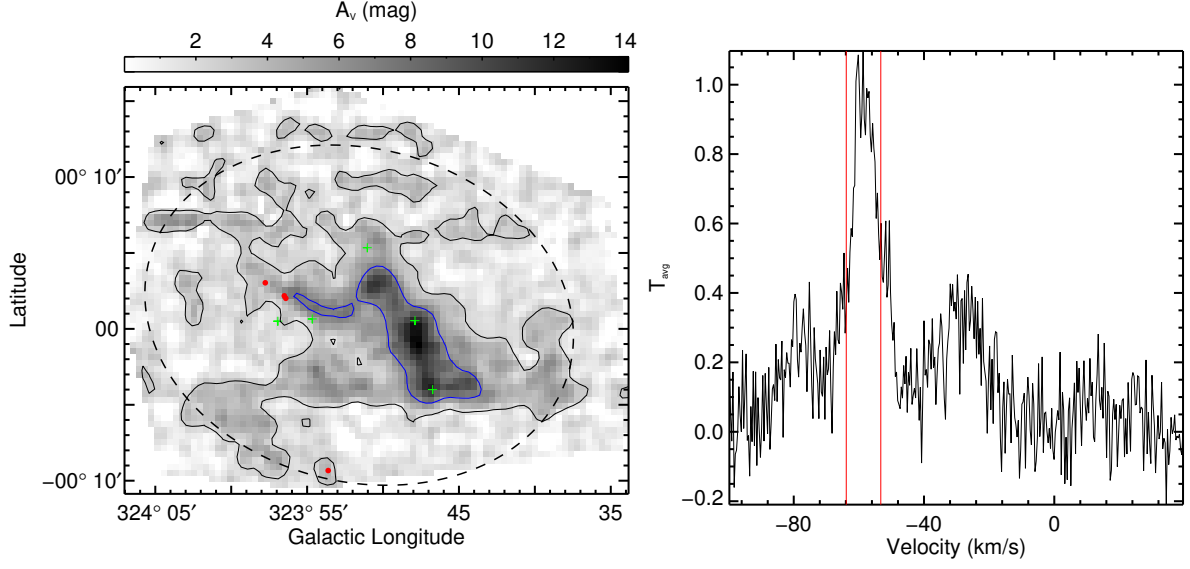 A_v (mag)
2 4 6 8 10 12 14
00° 10′
00
−00° 10′
Latitude
324° 05′ 323° 55′ 45 35
Galactic Longitude
1.0
0.8
0.6
0.4
0.2
0.0
−0.2
T_avg
−80 −40 0
Velocity (km/s)